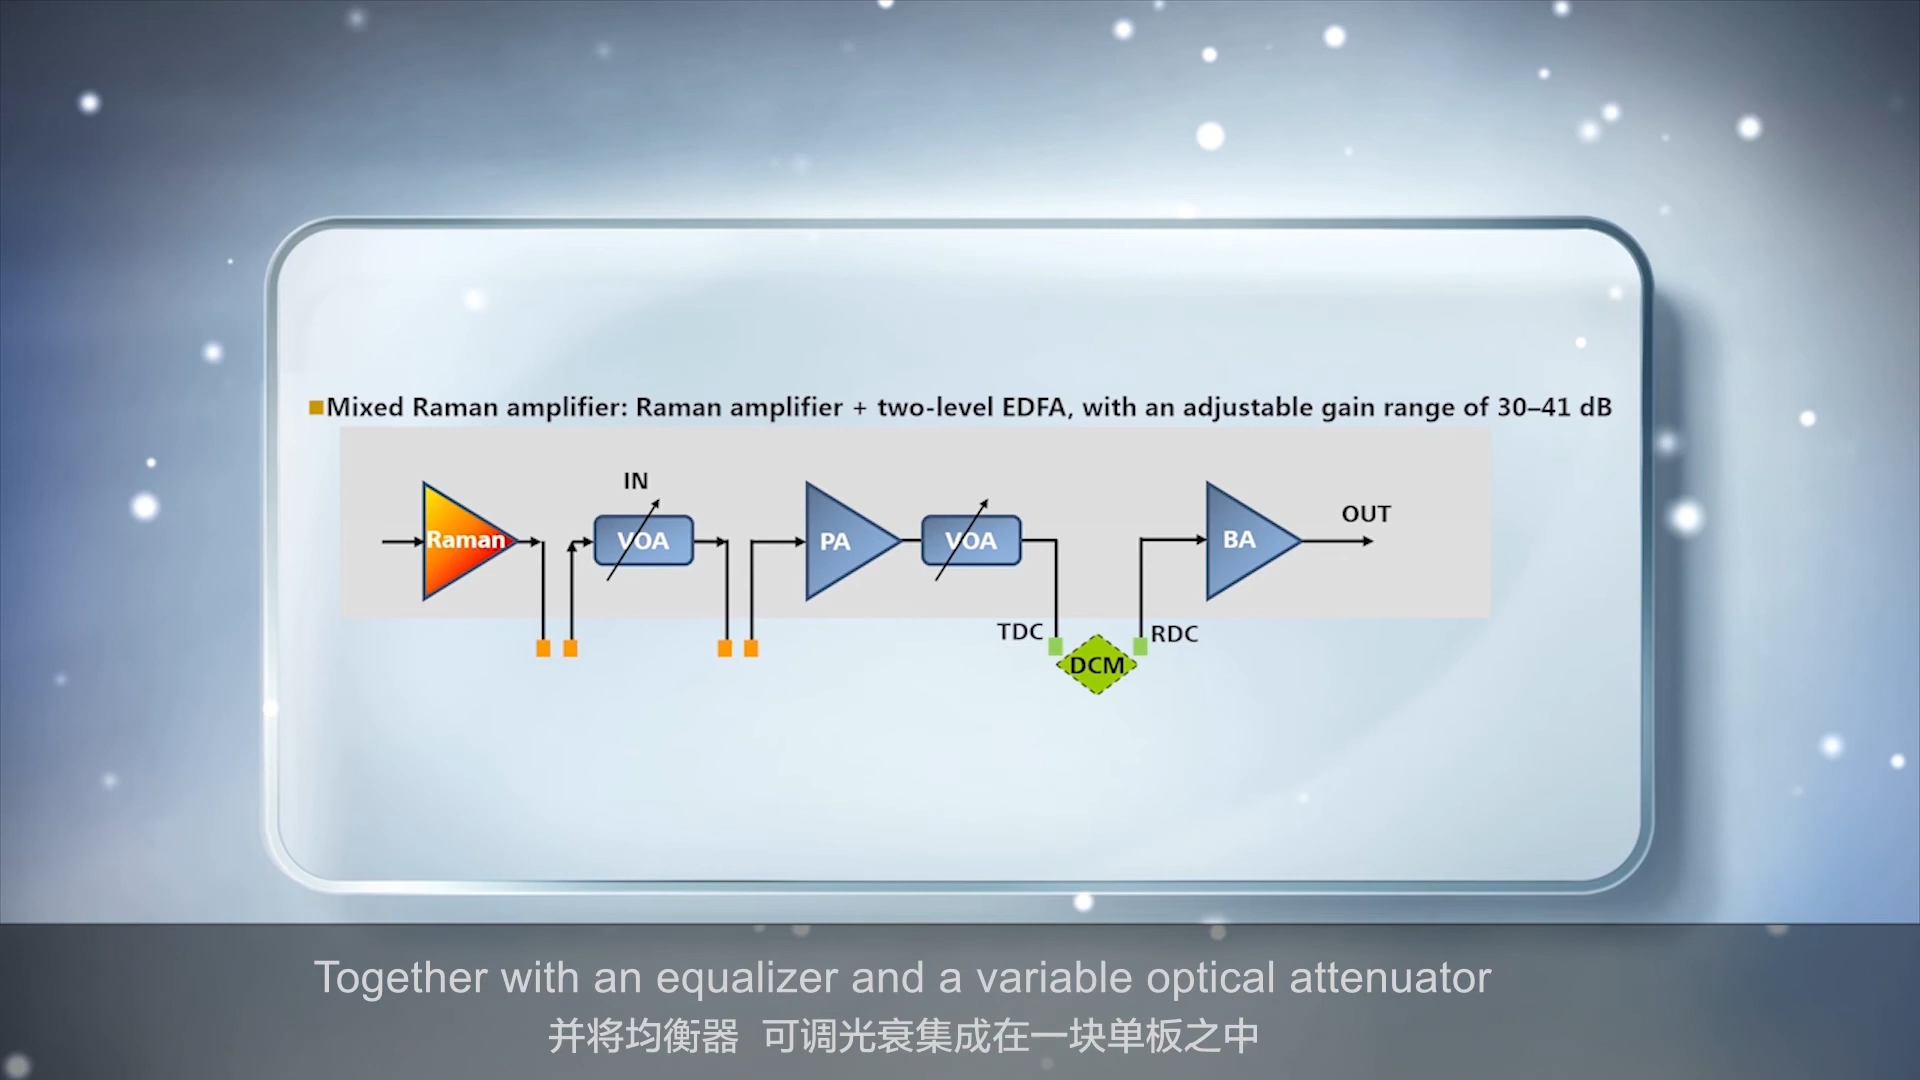 Mixed Raman amplifier: Raman amplifier + two-level EDFA, with an adjustable gain range of 30–41 dB
IN
OUT
Raman
VOA
PA
VOA
BA
TDC
RDC
DCM
Together with an equalizer and a variable optical attenuator
并将均衡器 可调光衰集成在一块单板之中